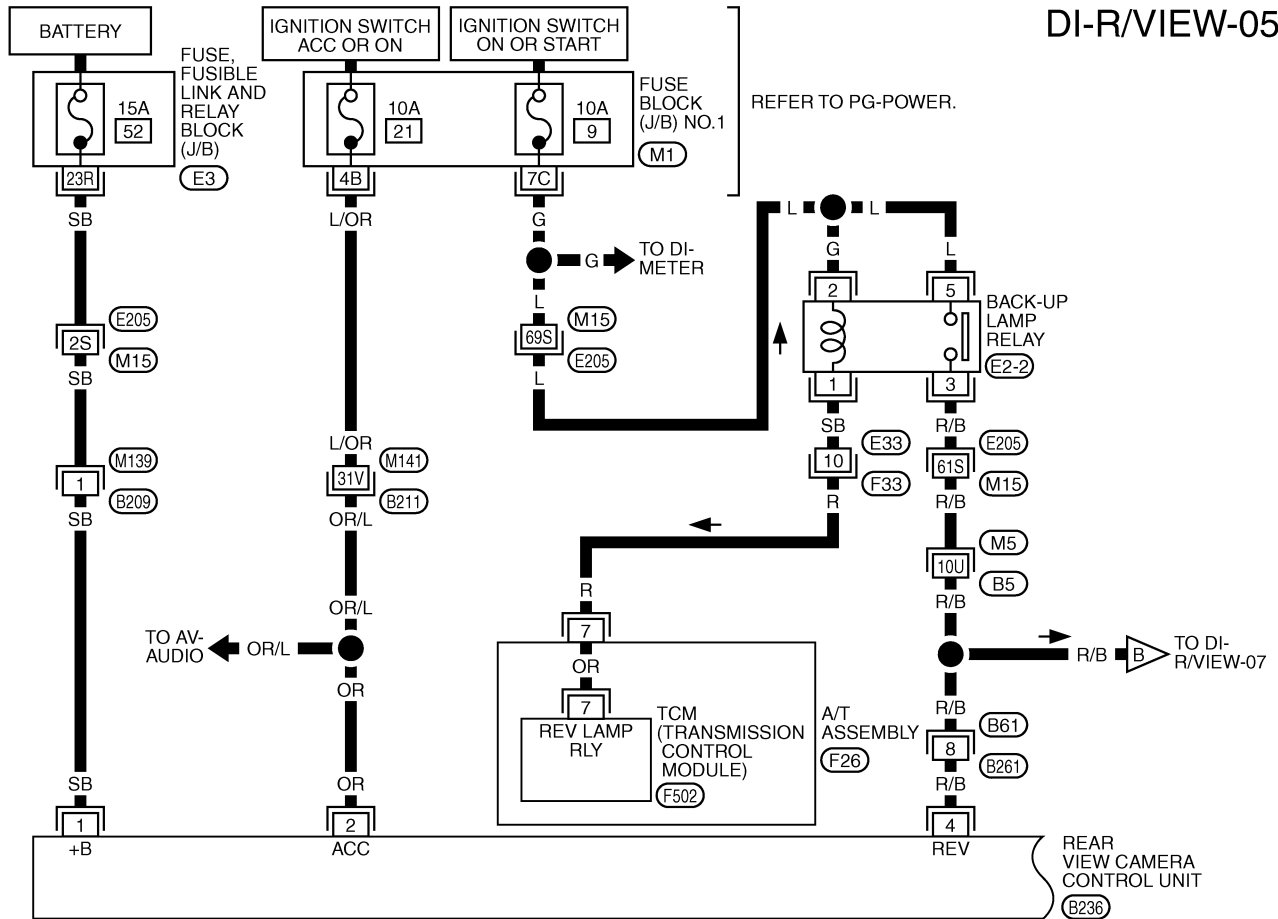 DI-R/VIEW-05
BATTERY
IGNITION SWITCH
ACC OR ON
IGNITION SWITCH
ON OR START
15A
52
FUSE,
FUSIBLE
LINK AND
RELAY
BLOCK
(J/B)
E3
10A
21
10A
9
FUSE
BLOCK
(J/B) NO.1
M1
REFER TO PG-POWER.
23R
4B
7C
SB
L/OR
G
G
TO DI-
METER
L
69S
M15
E205
L
L
L
G
L
2
5
BACK-UP
LAMP
RELAY
E2-2
1
3
E205
2S
M15
SB
M139
1
B209
SB
L/OR
M141
31V
B211
OR/L
SB
E33
10
F33
R
R/B
E205
61S
M15
R/B
M5
10U
B5
R/B
OR/L
TO AV-
AUDIO
OR/L
OR
R
7
OR
7
REV LAMP
RLY
TCM
(TRANSMISSION
CONTROL
MODULE)
F502
A/T
ASSEMBLY
F26
R/B
B
TO DI-
R/VIEW-07
R/B
B61
8
B261
R/B
SB
OR
1
2
4
+B
ACC
REV
REAR
VIEW CAMERA
CONTROL UNIT
B236